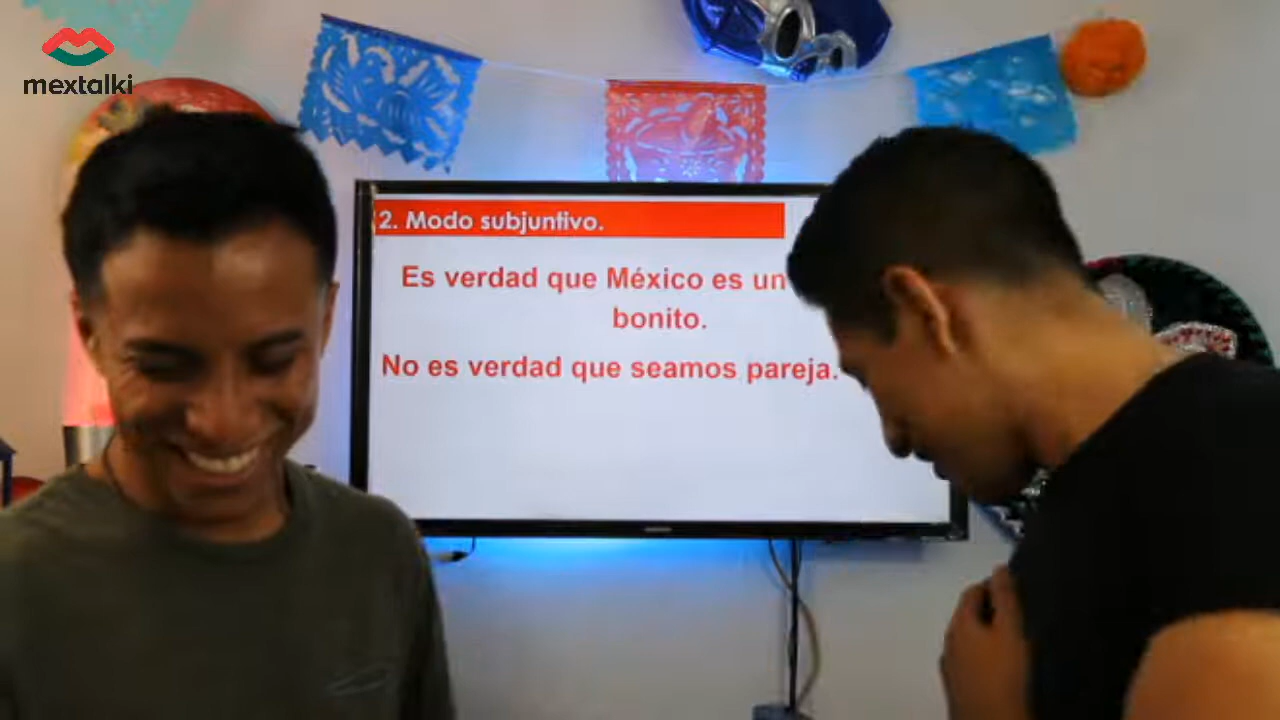 mextalki
2. Modo subjuntivo.
Es verdad que México es un
bonito.
No es verdad que seamos pareja.